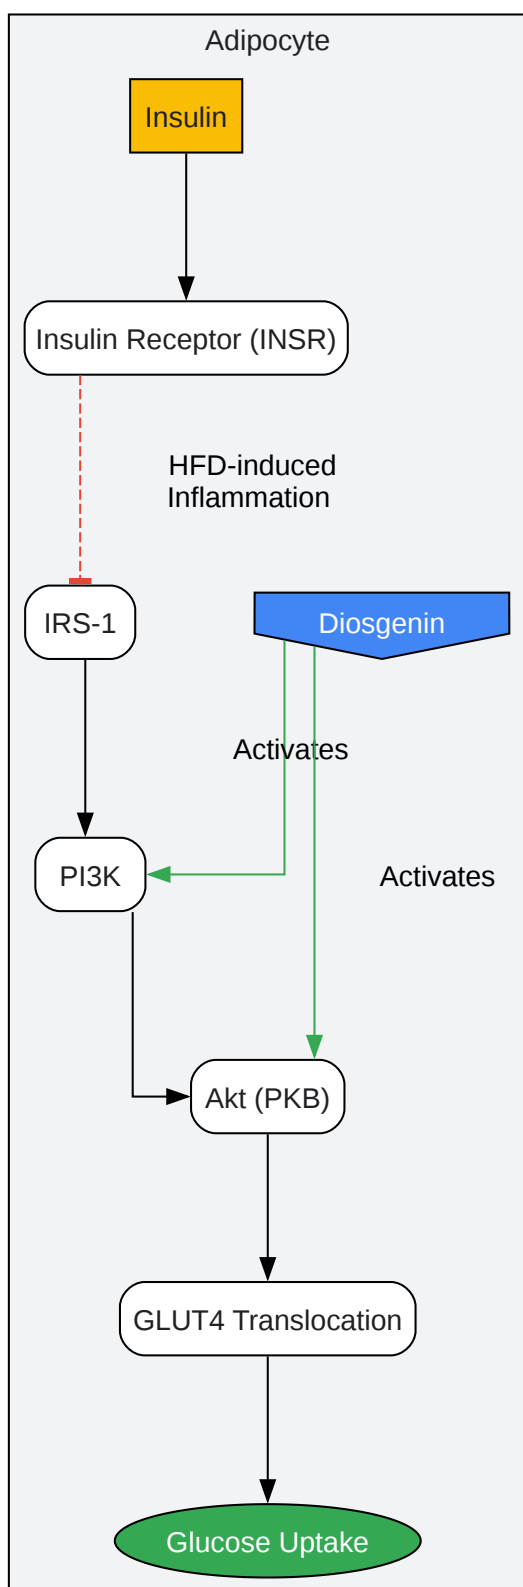 Adipocyte
Insulin
Insulin Receptor (INSR)
HFD-induced
Inflammation
IRS-1
Diosgenin
Activates
PI3K
Activates
Akt (PKB)
GLUT4 Translocation
Glucose Uptake